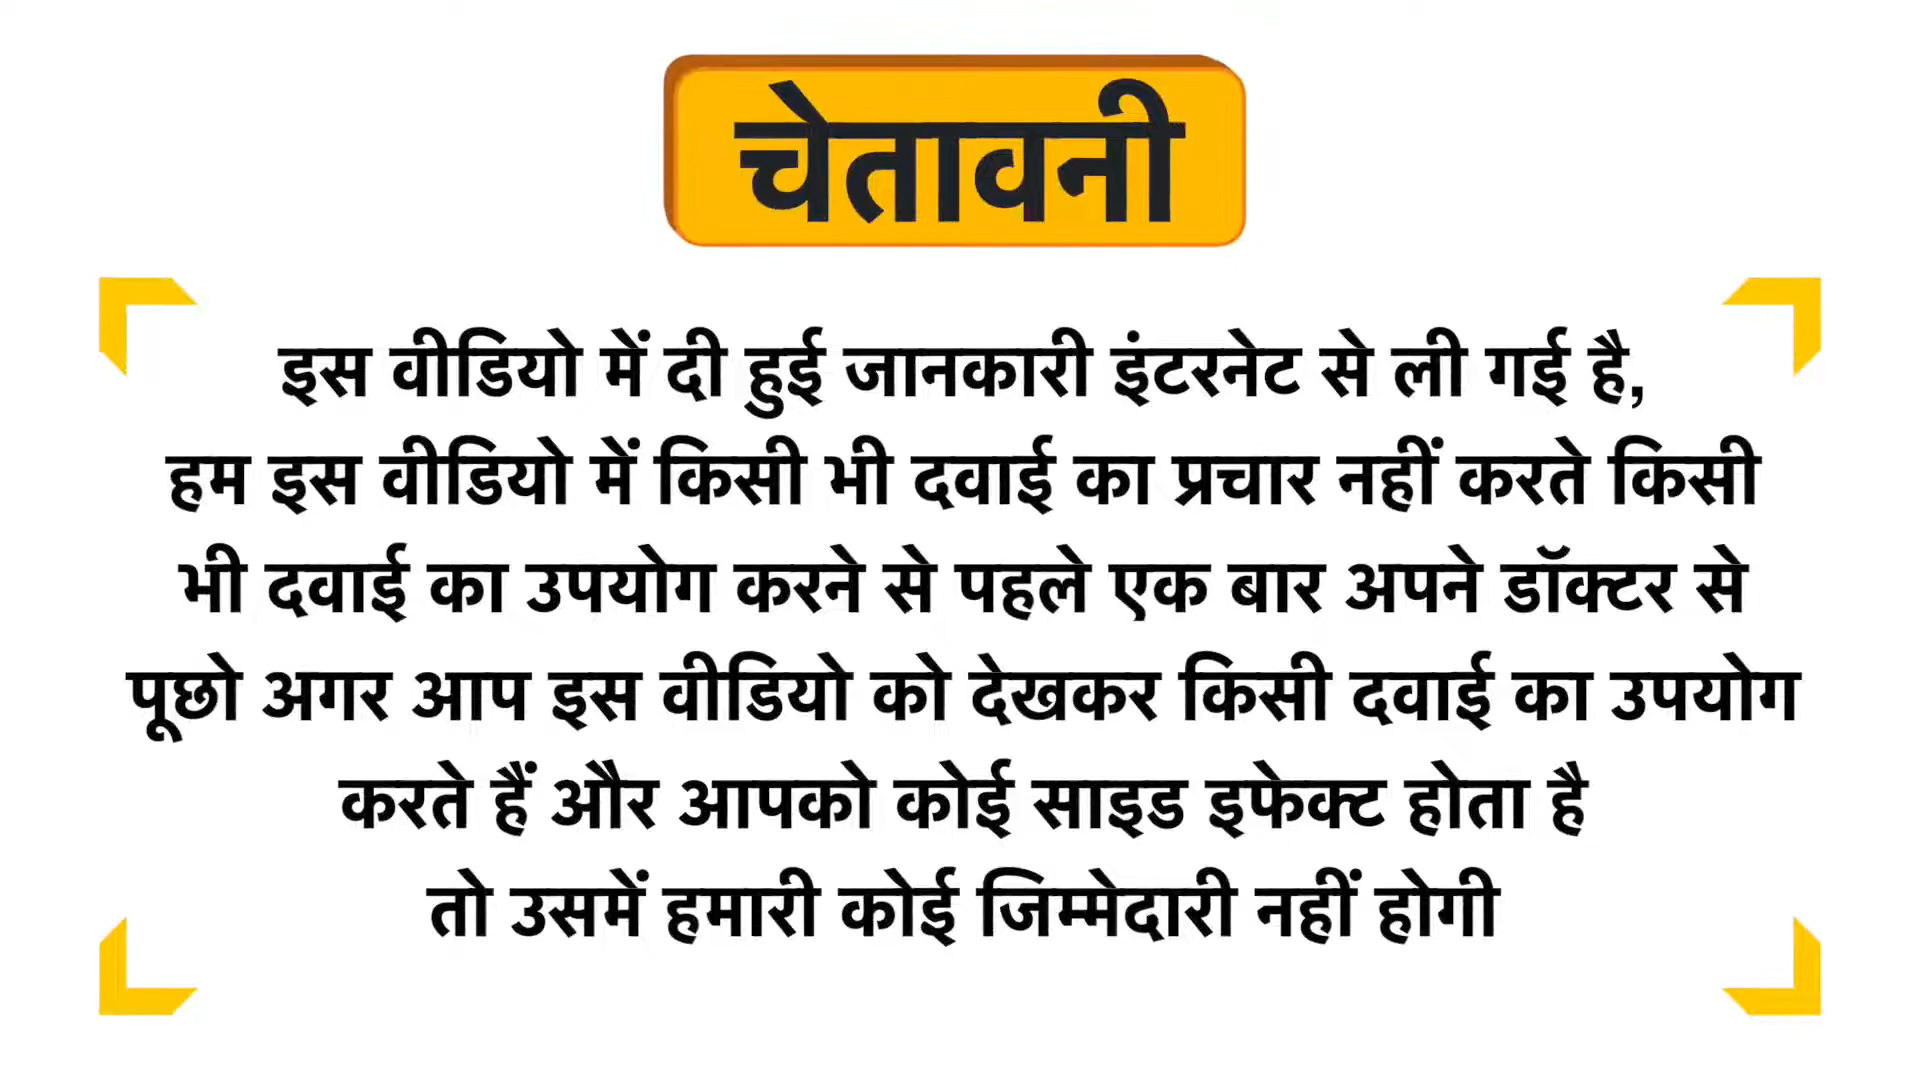 चेतावनी
इस वीडियो में दी हुई जानकारी इंटरनेट से ली गई है,
हम इस वीडियो में किसी भी दवाई का प्रचार नहीं करते किसी
भी दवाई का उपयोग करने से पहले एक बार अपने डॉक्टर से
पूछो अगर आप इस वीडियो को देखकर किसी दवाई का उपयोग
करते हैं और आपको कोई साइड इफेक्ट होता है
तो उसमें हमारी कोई जिम्मेदारी नहीं होगी